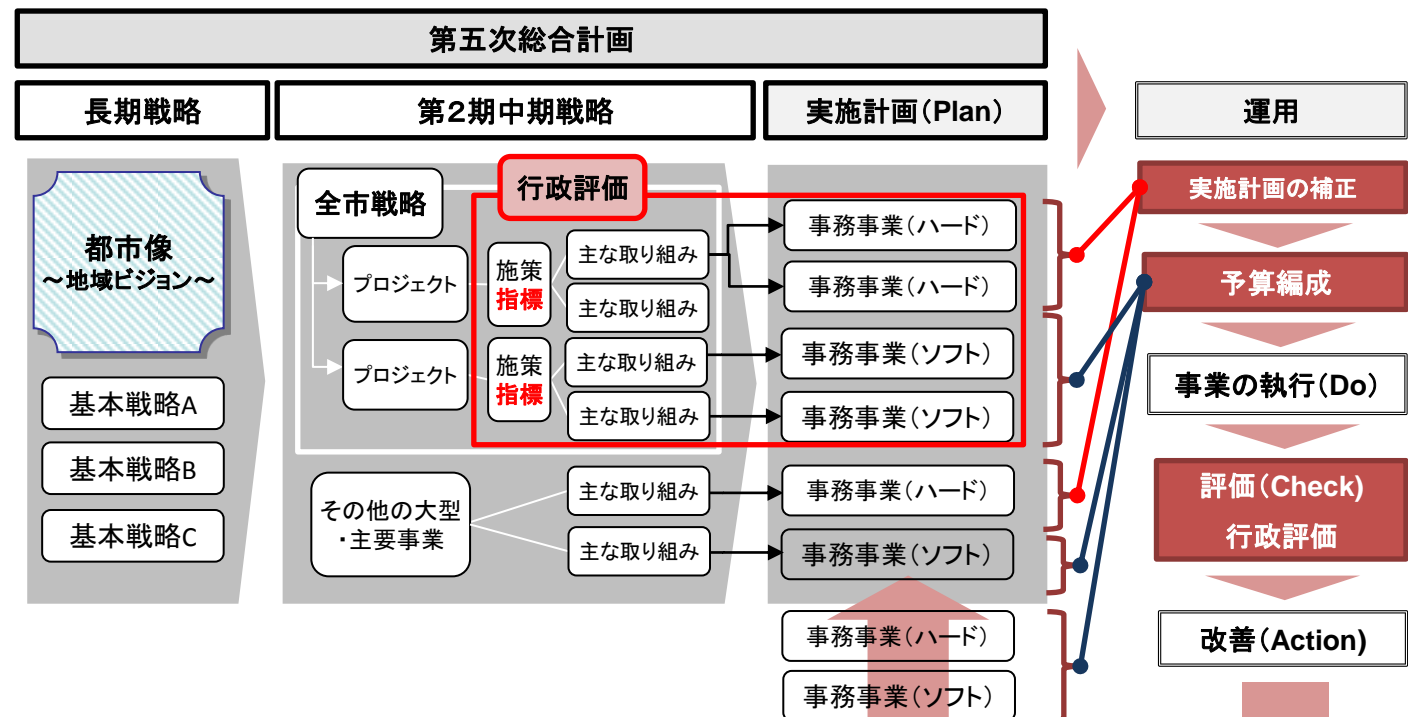 第五次総合計画
長期戦略
第２期中期戦略
実施計画（Plan）
運用
都市像
～地域ビジョン～
基本戦略A
基本戦略B
基本戦略C
全市戦略
行政評価
プロジェクト
施策
指標
主な取り組み
主な取り組み
プロジェクト
施策
指標
主な取り組み
主な取り組み
その他の大型
・主要事業
主な取り組み
主な取り組み
事務事業（ハード）
事務事業（ハード）
事務事業（ソフト）
事務事業（ソフト）
事務事業（ハード）
事務事業（ソフト）
事務事業（ハード）
事務事業（ソフト）
実施計画の補正
予算編成
事業の執行（Do）
評価（Check）
行政評価
改善（Action）